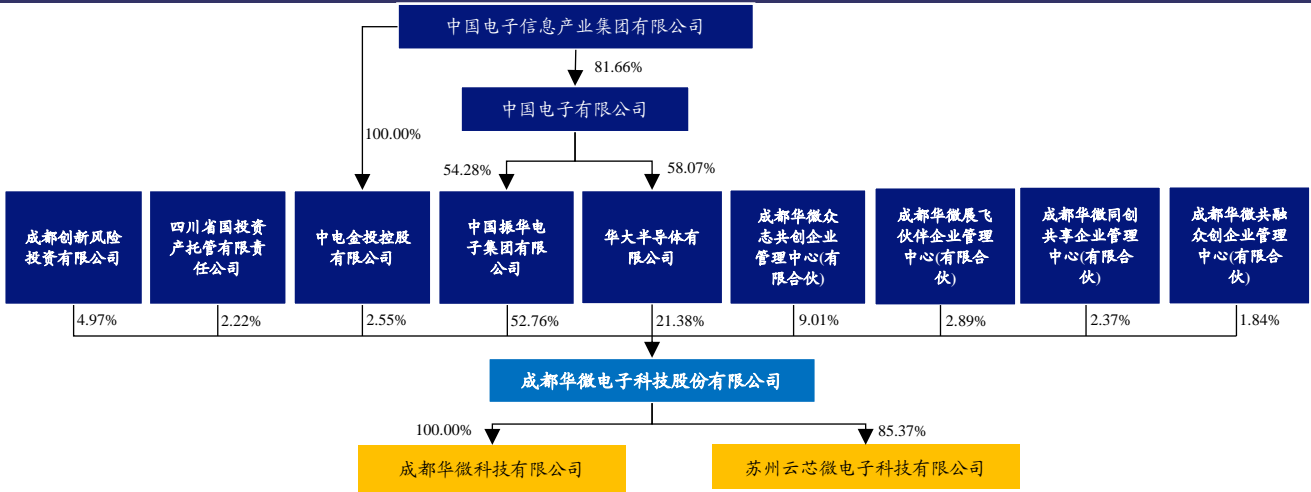 中国电子信息产业集团有限公司
81.66%
中国电子有限公司
100.00%
54.28%
58.07%
成都创新风险
投资有限公司
四川省国投资
产托管有限责
任公司
中电金投控股
有限公司
中国振华电
子集团有限
公司
华大半导体有
限公司
成都华微众
志共创企业
管理中心(有
限合伙)
成都华微展飞
伙伴企业管理
中心(有限合
伙)
成都华微同创
共享企业管理
中心(有限合
伙)
成都华微共融
众创企业管理
中心(有限合
伙)
4.97%
2.22%
2.55%
52.76%
21.38%
9.01%
2.89%
2.37%
1.84%
成都华微电子科技股份有限公司
100.00%
85.37%
成都华微科技有限公司
苏州云芯微电子科技有限公司